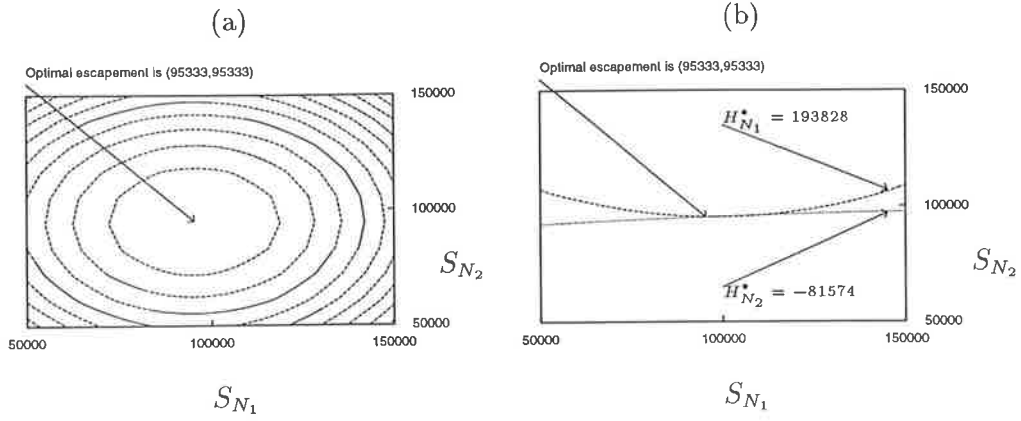 (a)
Optimal escapement is (95333,95333)
150000
100000
S_{N_2}
50000
50000 100000 150000
S_{N_1}
(b)
Optimal escapement is (95333,95333)
150000
H^*_{N_1} = 193828
100000
S_{N_2}
H^*_{N_2} = −81574
50000
50000 100000 150000
S_{N_1}